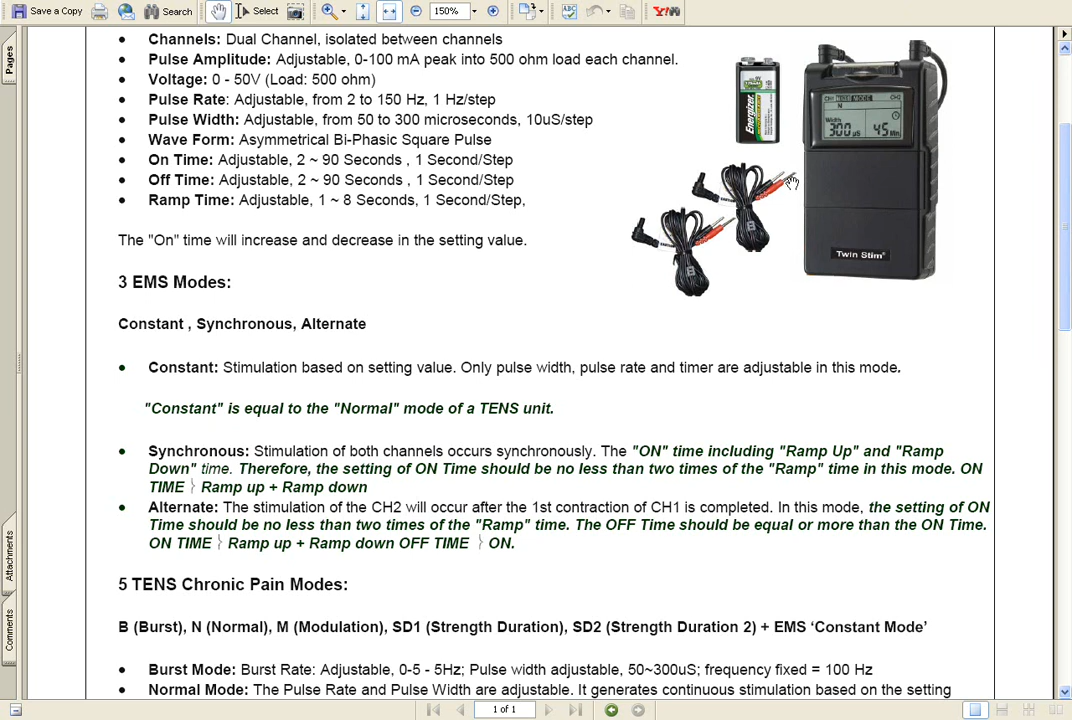 Save a Copy Search Select 150%
Pages
Channels: Dual Channel, isolated between channels
Pulse Amplitude: Adjustable, 0-100 mA peak into 500 ohm load each channel.
Voltage: 0 - 50V (Load: 500 ohm)
Pulse Rate: Adjustable, from 2 to 150 Hz, 1 Hz/step
Pulse Width: Adjustable, from 50 to 300 microseconds, 10uS/step
Wave Form: Asymmetrical Bi-Phasic Square Pulse
On Time: Adjustable, 2 ~ 90 Seconds , 1 Second/Step
Off Time: Adjustable, 2 ~ 90 Seconds , 1 Second/Step
Ramp Time: Adjustable, 1 ~ 8 Seconds, 1 Second/Step,
The "On" time will increase and decrease in the setting value.
Energizer
CH1 CH2
N
Width
300 uS 45 Min.
B
B
Twin Stim®
3 EMS Modes:
Constant , Synchronous, Alternate
Constant: Stimulation based on setting value. Only pulse width, pulse rate and timer are adjustable in this mode.
"Constant" is equal to the "Normal" mode of a TENS unit.
Synchronous: Stimulation of both channels occurs synchronously. The "ON" time including "Ramp Up" and "Ramp
Down" time. Therefore, the setting of ON Time should be no less than two times of the "Ramp" time in this mode. ON
TIME ⦚ Ramp up + Ramp down
Alternate: The stimulation of the CH2 will occur after the 1st contraction of CH1 is completed. In this mode, the setting of ON
Time should be no less than two times of the "Ramp" time. The OFF Time should be equal or more than the ON Time.
ON TIME ⦚ Ramp up + Ramp down OFF TIME ⦚ ON.
5 TENS Chronic Pain Modes:
B (Burst), N (Normal), M (Modulation), SD1 (Strength Duration), SD2 (Strength Duration 2) + EMS ‘Constant Mode’
Burst Mode: Burst Rate: Adjustable, 0-5 - 5Hz; Pulse width adjustable, 50~300uS; frequency fixed = 100 Hz
Normal Mode: The Pulse Rate and Pulse Width are adjustable. It generates continuous stimulation based on the setting
Attachments
Comments
1 of 1